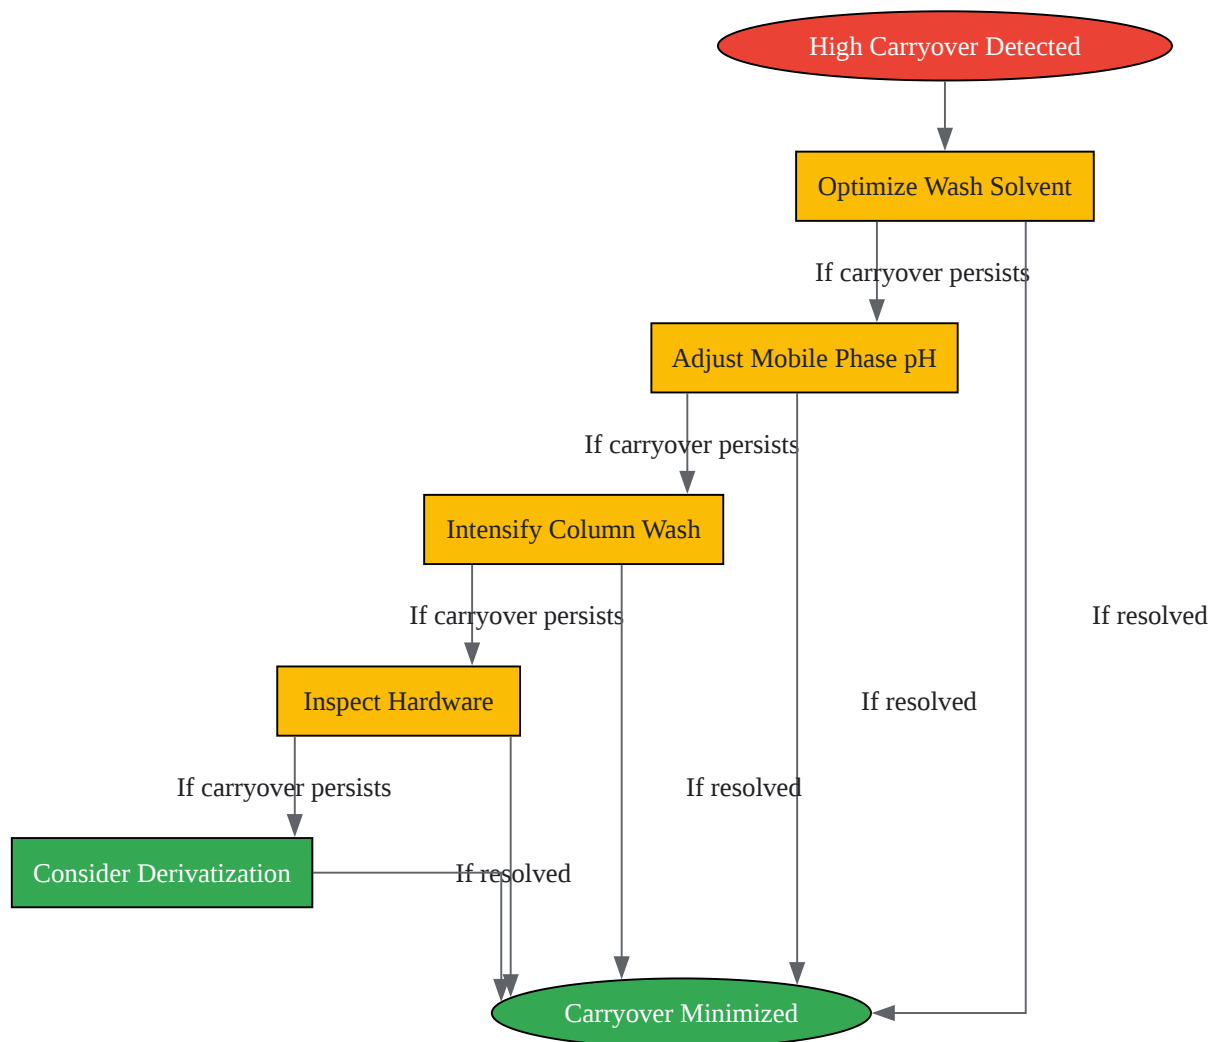 High Carryover Detected
Optimize Wash Solvent
If carryover persists
Adjust Mobile Phase pH
If carryover persists
Intensify Column Wash
If carryover persists
If resolved
Inspect Hardware
If resolved
If carryover persists
If resolved
Consider Derivatization
If resolved
Carryover Minimized